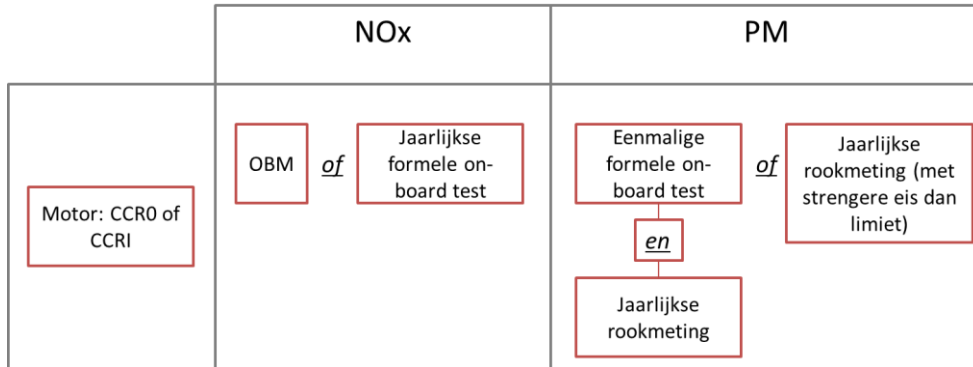 NOx
PM
Motor: CCR0 of
CCRI
OBM
of
Jaarlijkse
formele on-
board test
Eenmalige
formele on-
board test
en
Jaarlijkse
rookmeting
of
Jaarlijkse
rookmeting (met
strengere eis dan
limiet)